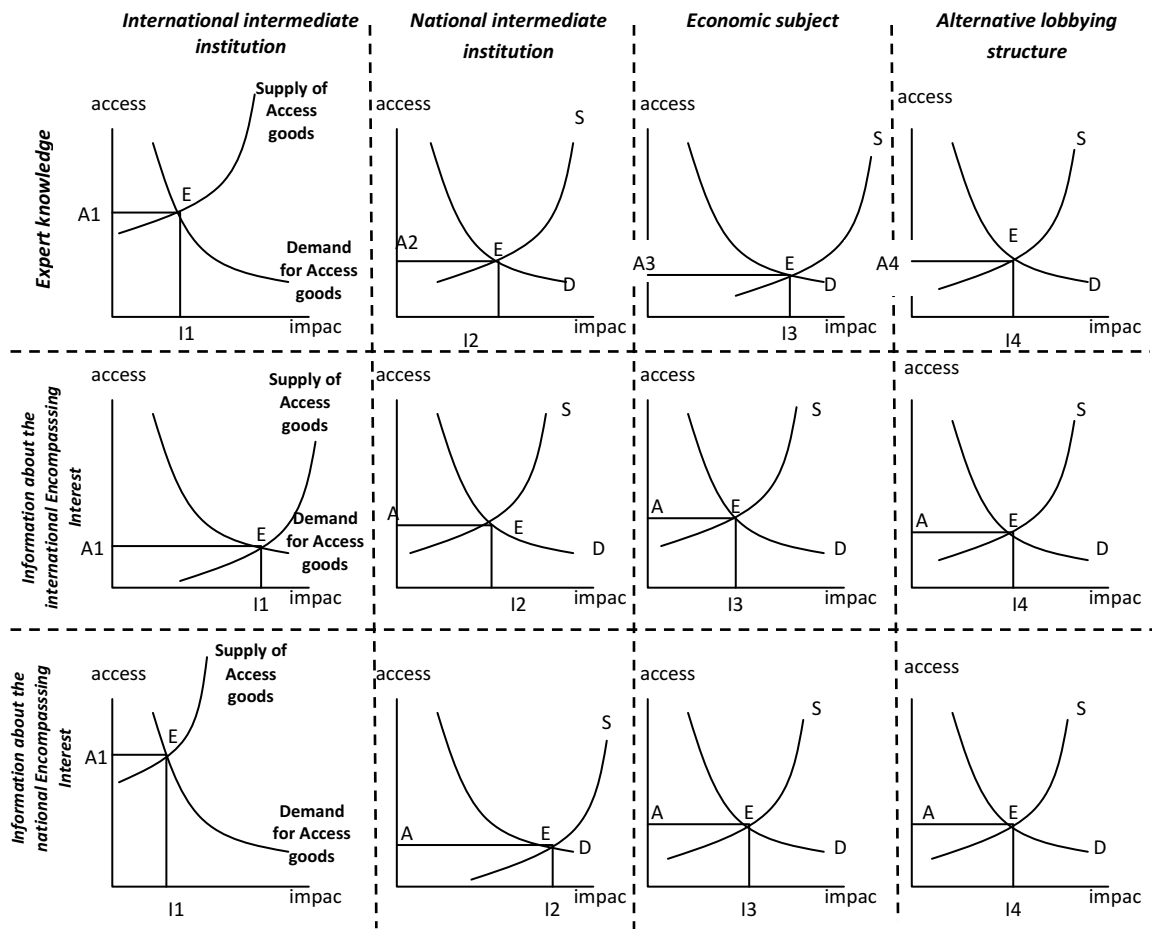 International intermediate
institution
National intermediate
institution
Economic subject
Alternative lobbying
structure
Expert knowledge
access
Supply of
Access
goods
E
A1
Demand
for Access
goods
impac
I1
access
S
A2
E
D
impac
I2
access
S
A3
E
D
impac
I3
access
S
A4
E
D
impac
I4
Information about the
international Encompasssing
Interest
access
Supply of
Access
goods
E
A1
Demand
for Access
goods
impac
I1
access
S
A
E
D
impac
I2
access
S
A
E
D
impac
I3
access
S
A
E
D
impac
I4
Information about the
national Encompasssing
Interest
access
Supply of
Access
goods
E
A1
Demand
for Access
goods
impac
I1
access
S
A
E
D
impac
I2
access
S
A
E
D
impac
I3
access
S
A
E
D
impac
I4